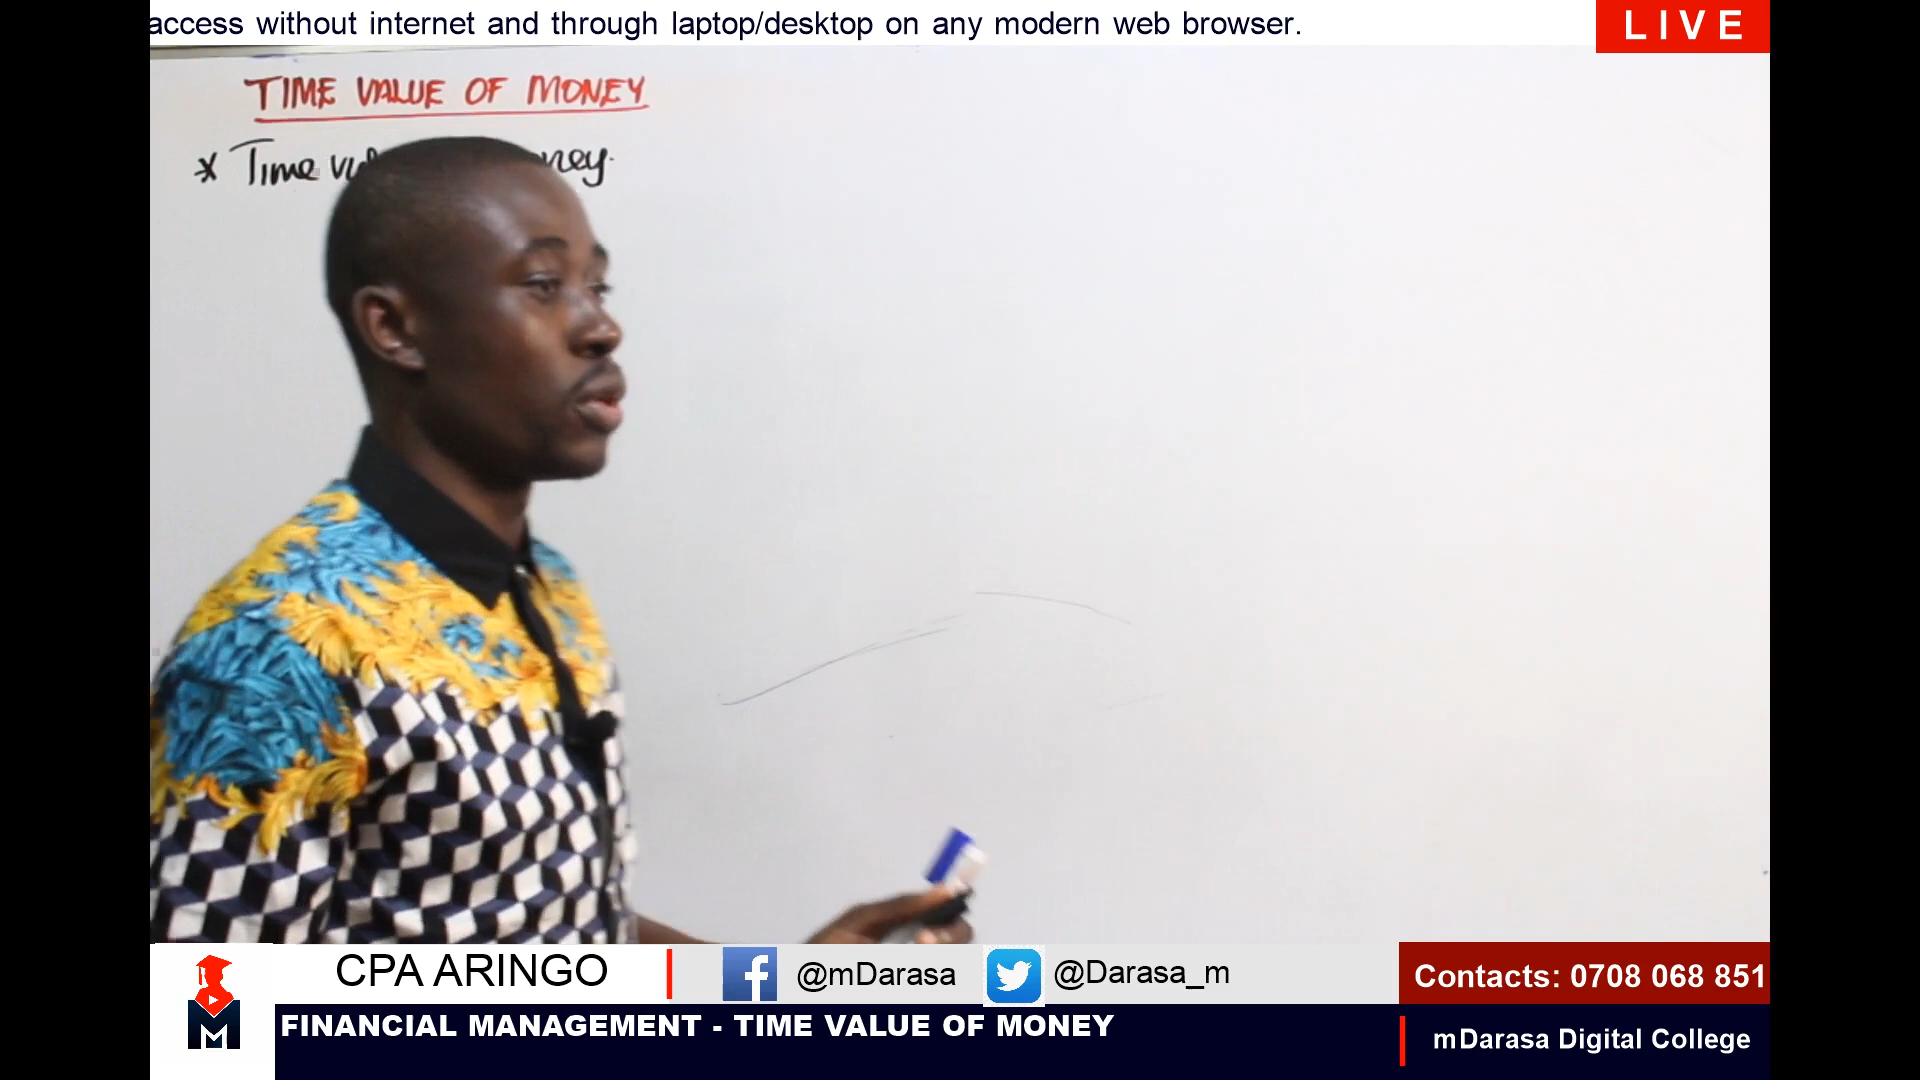 access without internet and through laptop/desktop on any modern web browser.
LIVE
TIME VALUE OF MONEY
* Time
CPA ARINGO
@mDarasa
@Darasa_m
Contacts: 0708 068 851
M
FINANCIAL MANAGEMENT - TIME VALUE OF MONEY
mDarasa Digital College